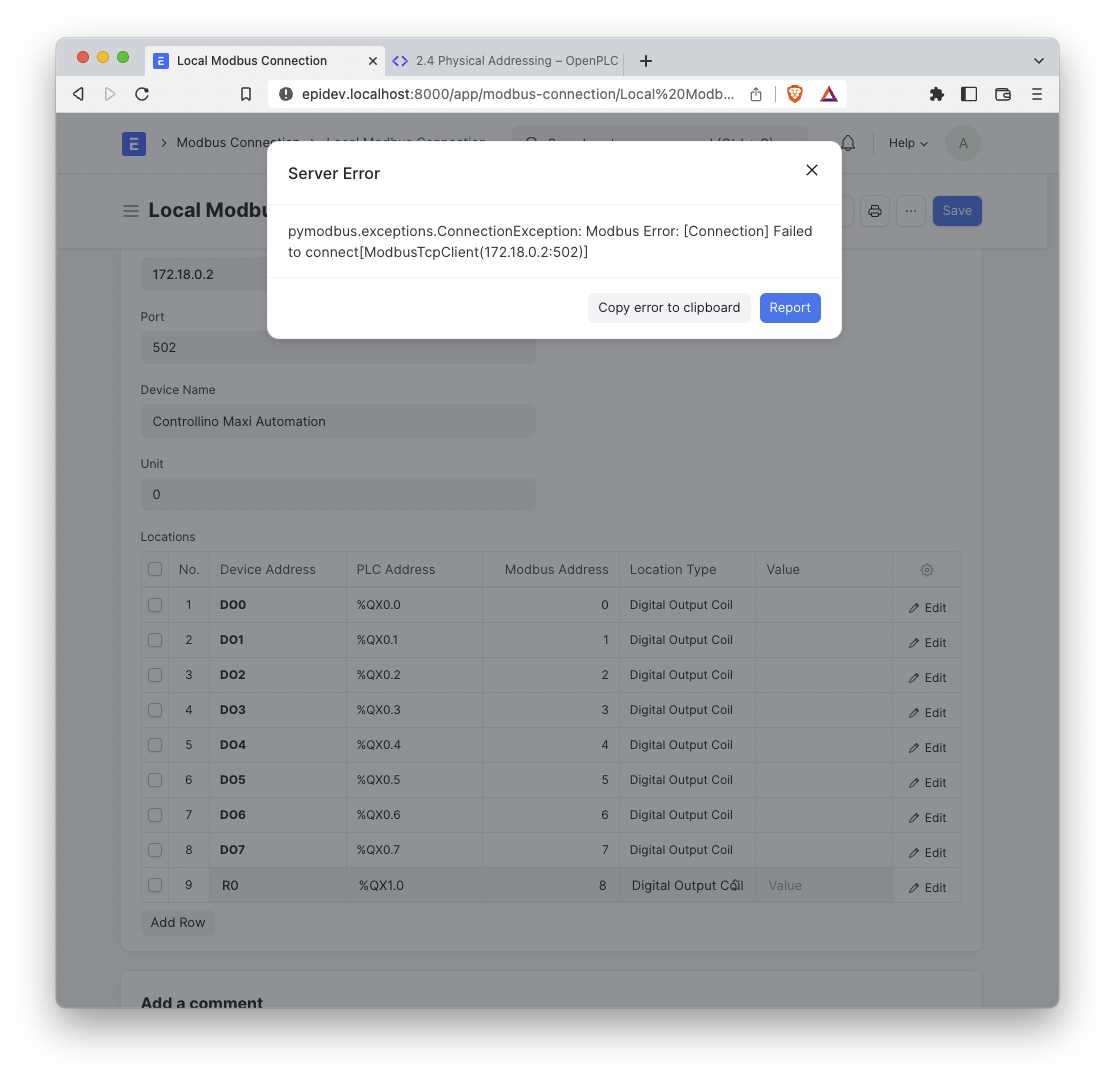 Local Modbus Connection
2.4 Physical Addressing – OpenPLC
epidev.localhost:8000/app/modbus-connection/Local%20Modb...
E
Modbus Connection
Local Modbus Connection
Help
A
Local Modbu
Save
Server Error
pymodbus.exceptions.ConnectionException: Modbus Error: [Connection] Failed
to connect[ModbusTcpClient(172.18.0.2:502)]
Copy error to clipboard
Report
172.18.0.2
Port
502
Device Name
Controllino Maxi Automation
Unit
0
Locations
No. Device Address PLC Address Modbus Address Location Type Value
1 DO0 %QX0.0 0 Digital Output Coil Edit
2 DO1 %QX0.1 1 Digital Output Coil Edit
3 DO2 %QX0.2 2 Digital Output Coil Edit
4 DO3 %QX0.3 3 Digital Output Coil Edit
5 DO4 %QX0.4 4 Digital Output Coil Edit
6 DO5 %QX0.5 5 Digital Output Coil Edit
7 DO6 %QX0.6 6 Digital Output Coil Edit
8 DO7 %QX0.7 7 Digital Output Coil Edit
9 R0 %QX1.0 8 Digital Output Coil Value Edit
Add Row
Add a comment